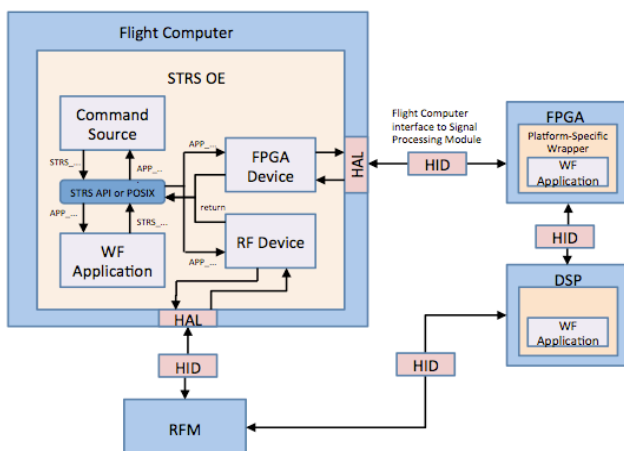 Flight Computer
STRS OE
Command
Source
STRS_...
APP_...
STRS API or POSIX
APP_...
STRS_...
WF
Application
APP_...
FPGA
Device
return
RF Device
APP_...
HAL
HAL
Flight Computer
interface to Signal
Processing Module
HID
FPGA
Platform-Specific
Wrapper
WF
Application
HID
DSP
WF
Application
HID
HID
RFM